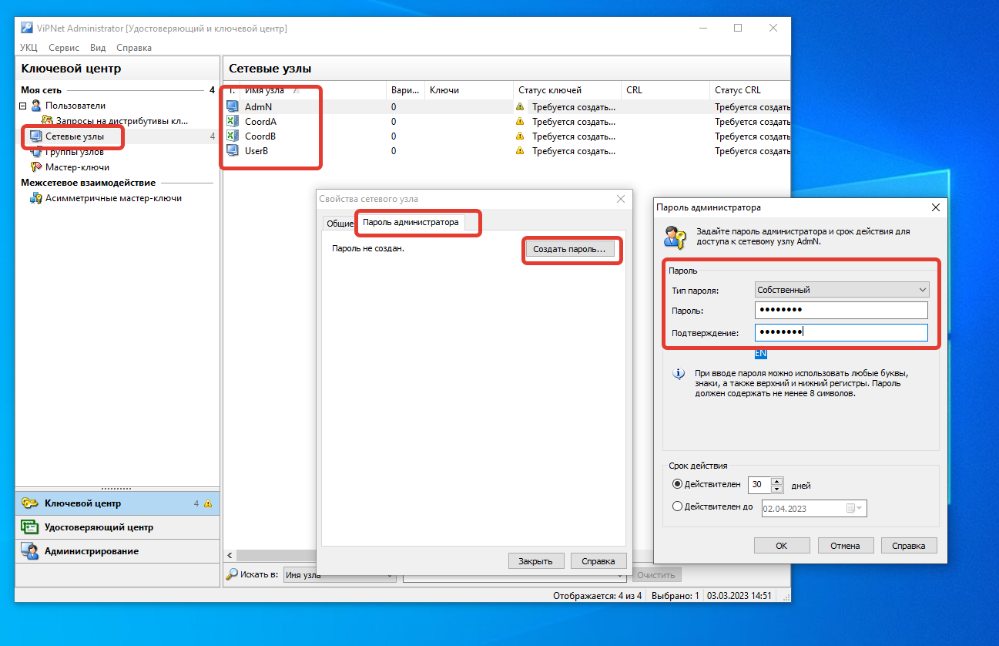 ViPNet Administrator [Удостоверяющий и ключевой центр]
УКЦ Сервис Вид Справка
Ключевой центр
Моя сеть 4
Пользователи
Запросы на дистрибутивы кл...
Сетевые узлы 4
Группы узлов
Мастер-ключи
Межсетевое взаимодействие
Асимметричные мастер-ключи
Ключевой центр 4
Удостоверяющий центр
Администрирование
Сетевые узлы
Т. Имя узла Вари... Ключи Статус ключей CRL Статус CRL
AdmN 0 Требуется создать... Требуется создать
CoordA 0 Требуется создать... Требуется создать
CoordB 0 Требуется создать... Требуется создать
UserB 0 Требуется создать... Требуется создать
Искать в: Имя узла Очистить
Отображается: 4 из 4 Выбрано: 1 03.03.2023 14:51
Свойства сетевого узла
Общие Пароль администратора
Пароль не создан. Создать пароль...
Закрыть Справка
Пароль администратора
Задайте пароль администратора и срок действия для
доступа к сетевому узлу AdmN.
Пароль
Тип пароля: Собственный
Пароль: ••••••••
Подтверждение: ••••••••
EN
При вводе пароля можно использовать любые буквы,
знаки, а также верхний и нижний регистры. Пароль
должен содержать не менее 8 символов.
Срок действия
Действителен 30 дней
Действителен до 02.04.2023
ОК Отмена Справка